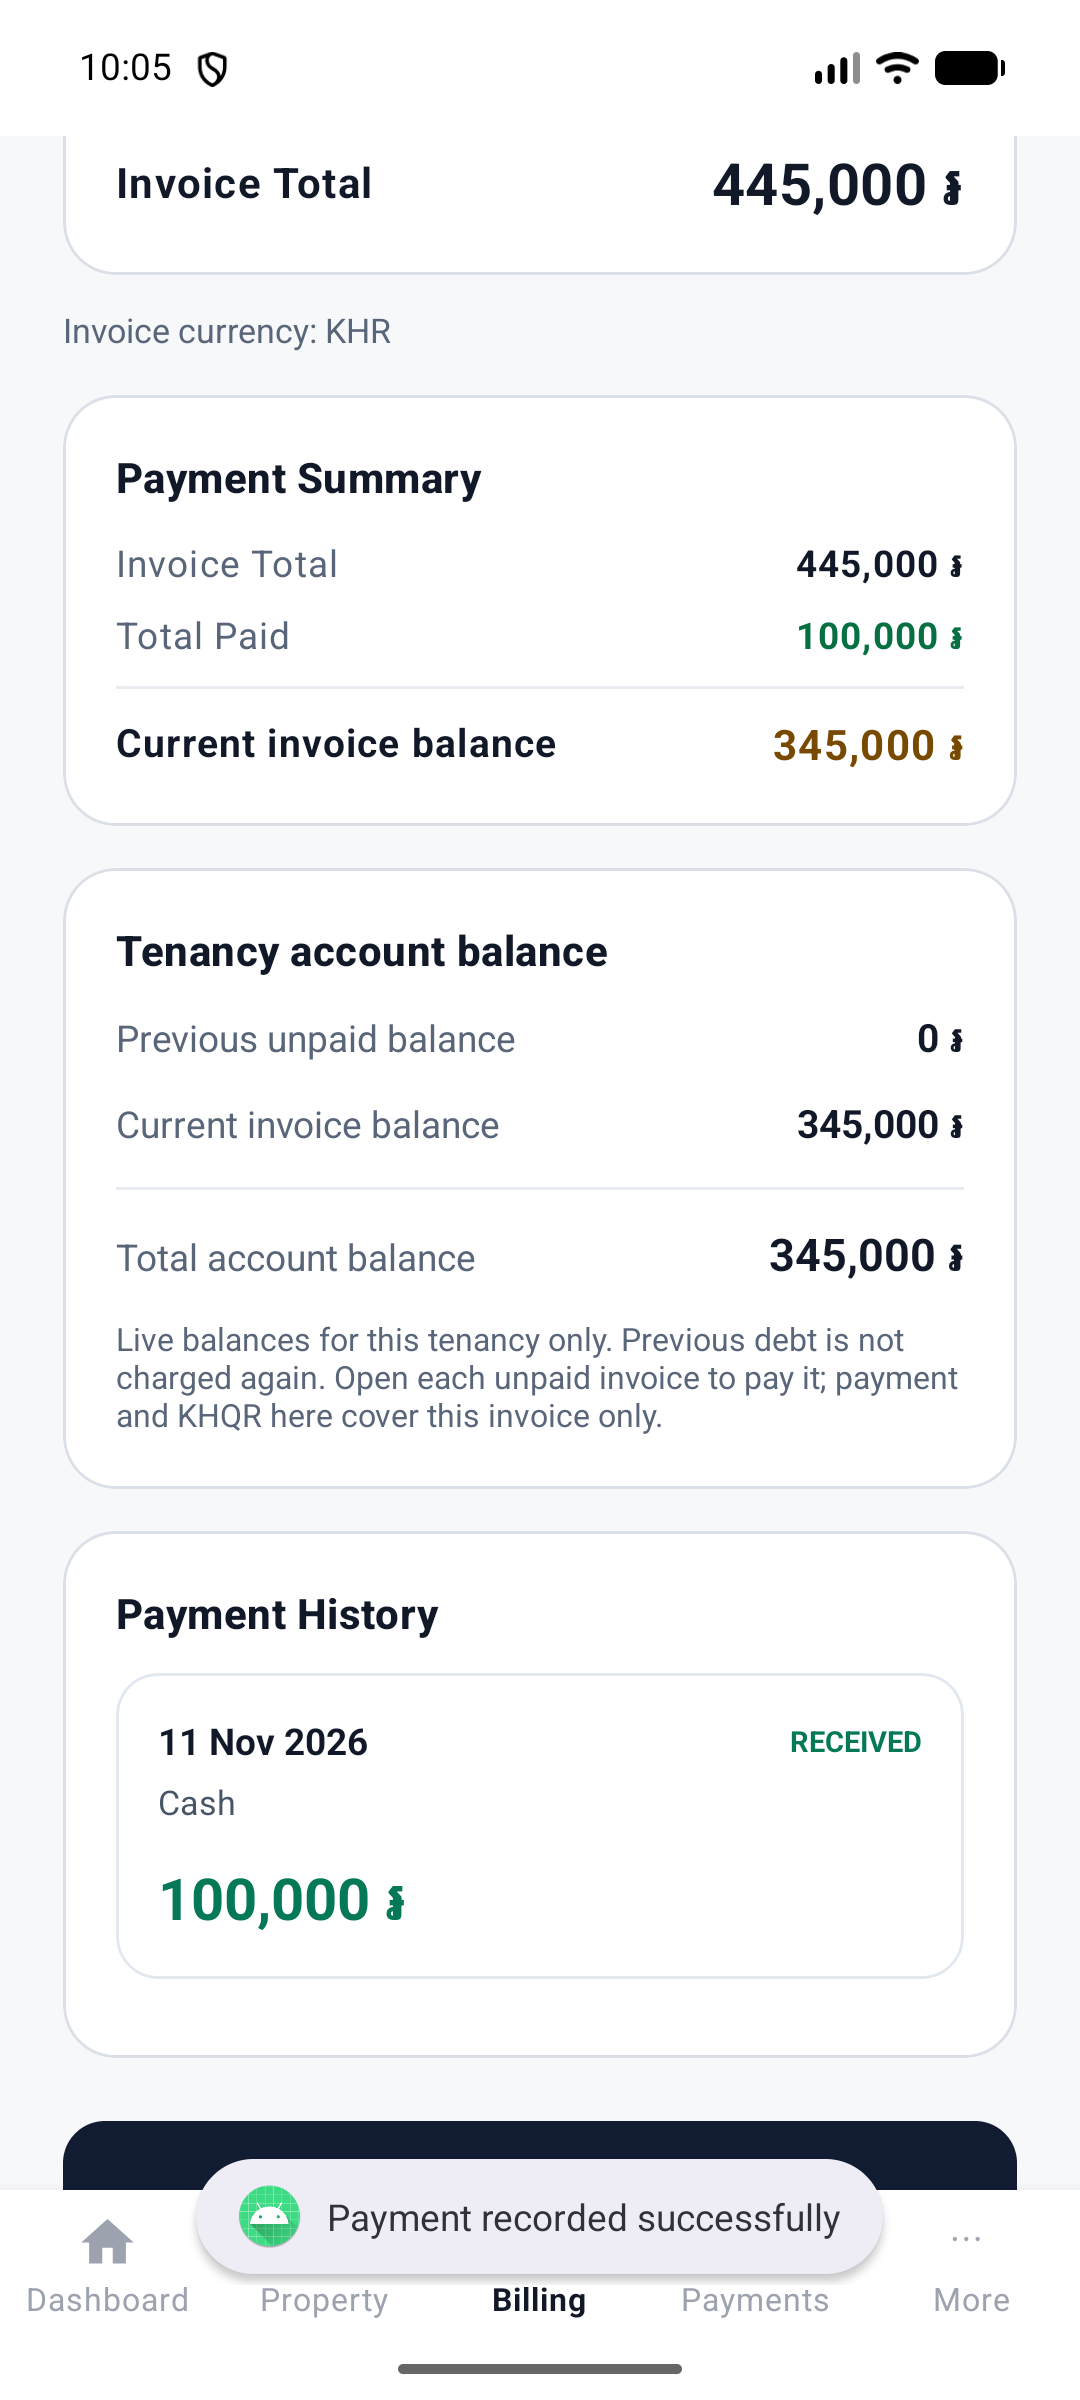 10:05
Invoice Total 445,000 ៛
Invoice currency: KHR
Payment Summary
Invoice Total 445,000 ៛
Total Paid 100,000 ៛
Current invoice balance 345,000 ៛
Tenancy account balance
Previous unpaid balance 0 ៛
Current invoice balance 345,000 ៛
Total account balance 345,000 ៛
Live balances for this tenancy only. Previous debt is not
charged again. Open each unpaid invoice to pay it; payment
and KHQR here cover this invoice only.
Payment History
11 Nov 2026 RECEIVED
Cash
100,000 ៛
Payment recorded successfully
Dashboard Property Billing Payments More